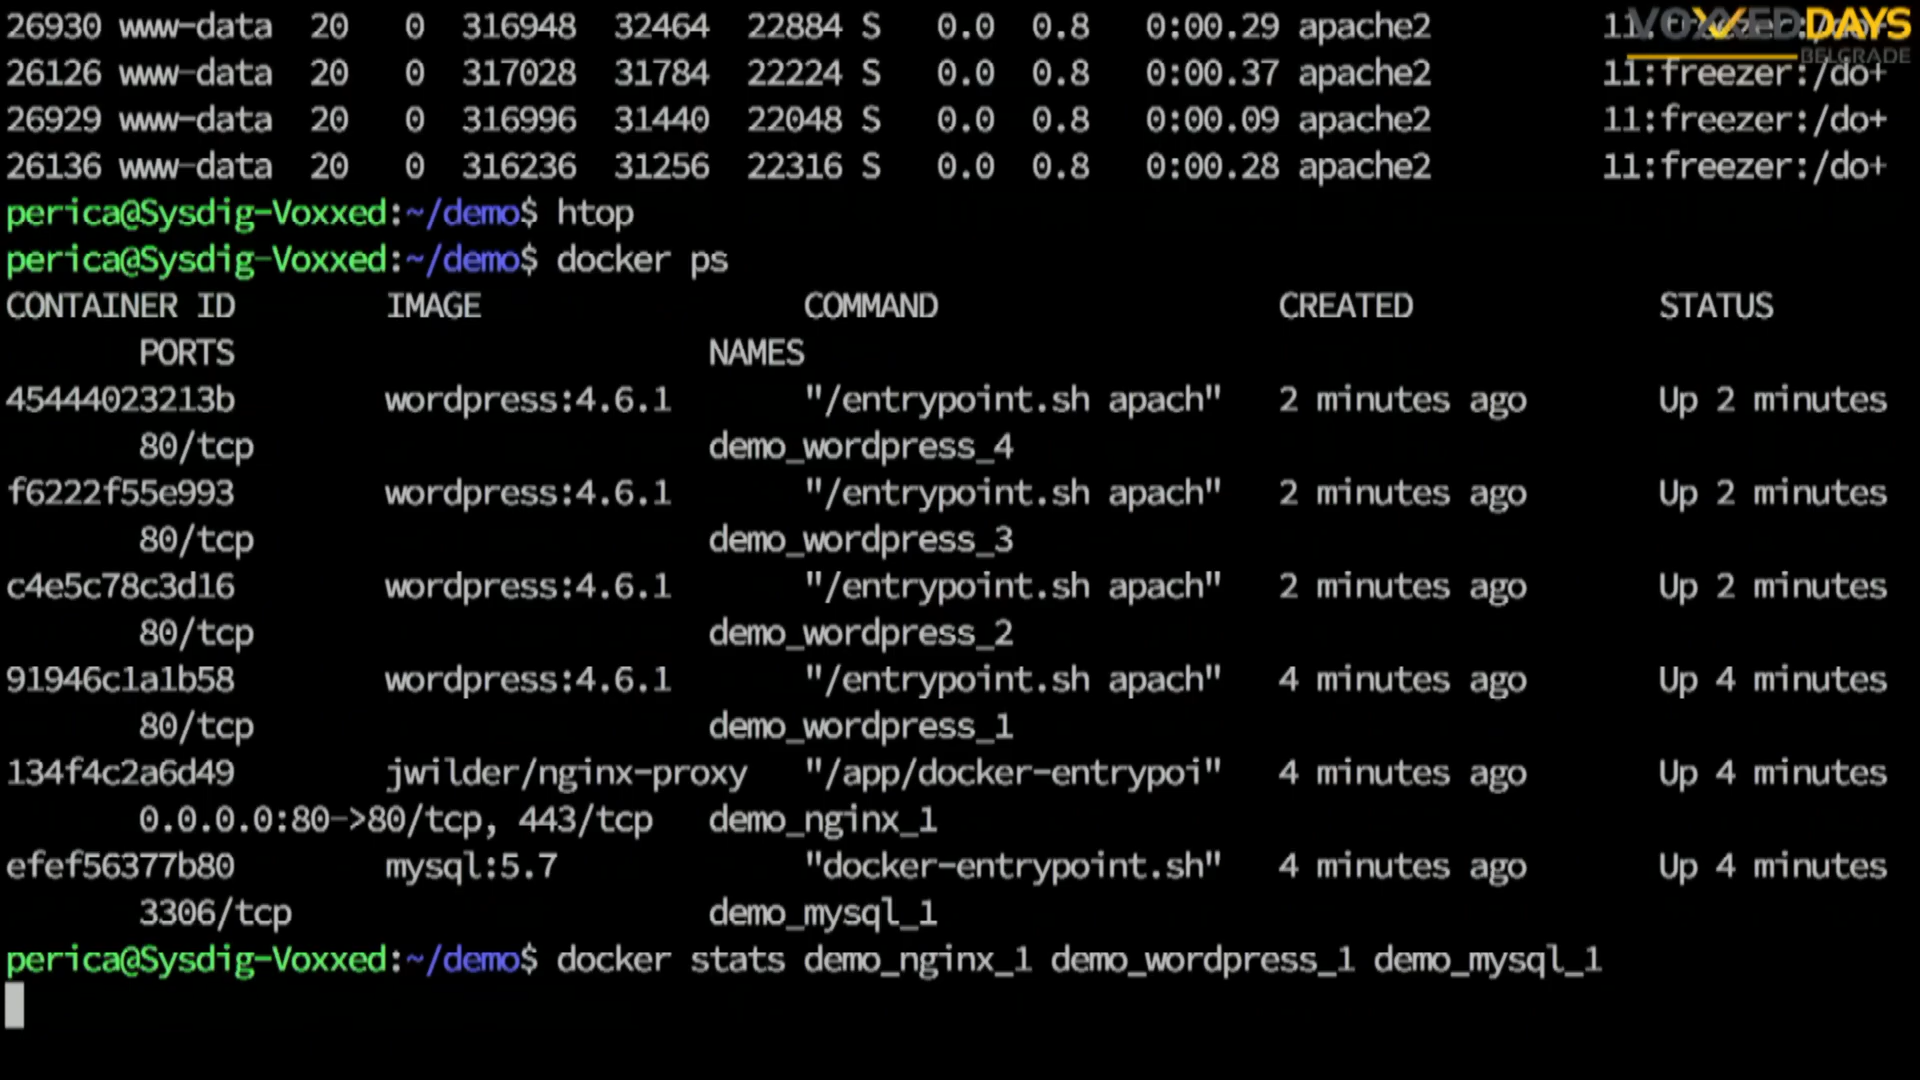 26930 www-data 20 0 316948 32464 22884 S 0.0 0.8 0:00.29 apache2 11:freezer:/do+
VOXXED DAYS
BELGRADE
26126 www-data 20 0 317028 31784 22224 S 0.0 0.8 0:00.37 apache2 11:freezer:/do+
26929 www-data 20 0 316996 31440 22048 S 0.0 0.8 0:00.09 apache2 11:freezer:/do+
26136 www-data 20 0 316236 31256 22316 S 0.0 0.8 0:00.28 apache2 11:freezer:/do+
perica@Sysdig-Voxxed:~/demo$ htop
perica@Sysdig-Voxxed:~/demo$ docker ps
CONTAINER ID IMAGE COMMAND CREATED STATUS
PORTS NAMES
45444023213b wordpress:4.6.1 "/entrypoint.sh apach" 2 minutes ago Up 2 minutes
80/tcp demo_wordpress_4
f6222f55e993 wordpress:4.6.1 "/entrypoint.sh apach" 2 minutes ago Up 2 minutes
80/tcp demo_wordpress_3
c4e5c78c3d16 wordpress:4.6.1 "/entrypoint.sh apach" 2 minutes ago Up 2 minutes
80/tcp demo_wordpress_2
91946c1a1b58 wordpress:4.6.1 "/entrypoint.sh apach" 4 minutes ago Up 4 minutes
80/tcp demo_wordpress_1
134f4c2a6d49 jwilder/nginx-proxy "/app/docker-entrypoi" 4 minutes ago Up 4 minutes
0.0.0.0:80->80/tcp, 443/tcp demo_nginx_1
efef56377b80 mysql:5.7 "docker-entrypoint.sh" 4 minutes ago Up 4 minutes
3306/tcp demo_mysql_1
perica@Sysdig-Voxxed:~/demo$ docker stats demo_nginx_1 demo_wordpress_1 demo_mysql_1